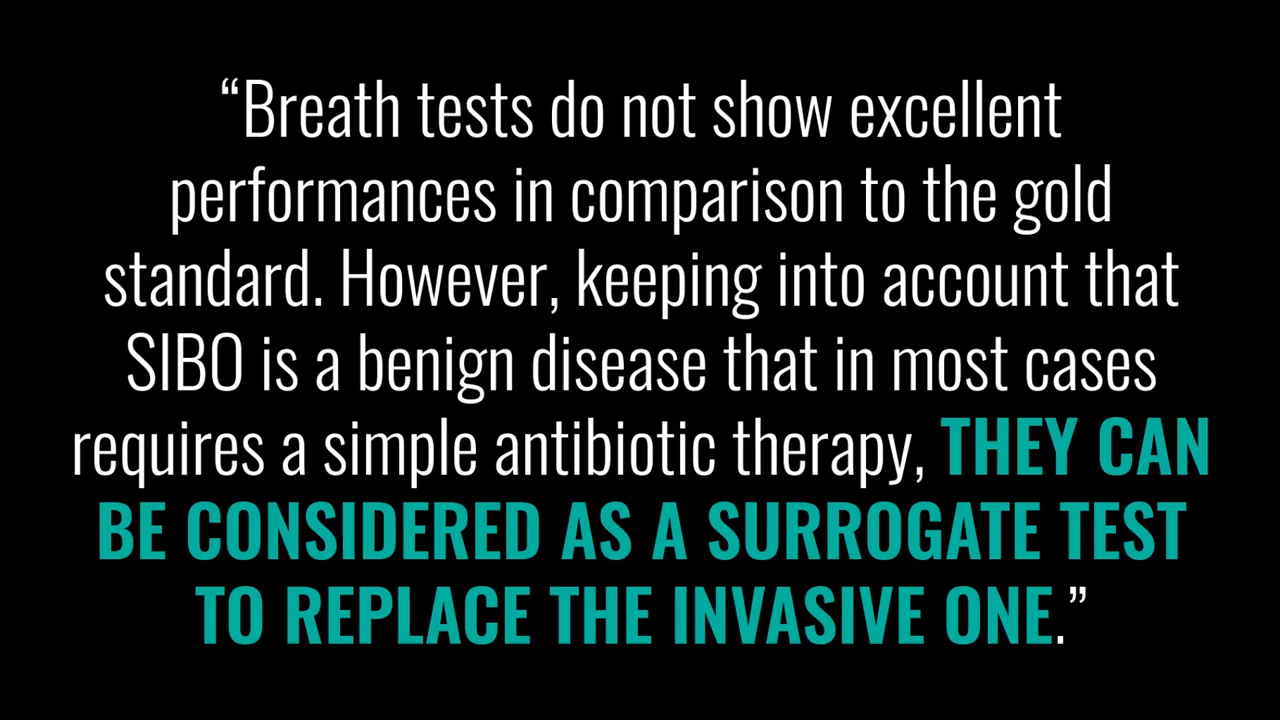 “Breath tests do not show excellent
performances in comparison to the gold
standard. However, keeping into account that
SIBO is a benign disease that in most cases
requires a simple antibiotic therapy, THEY CAN
BE CONSIDERED AS A SURROGATE TEST
TO REPLACE THE INVASIVE ONE.”